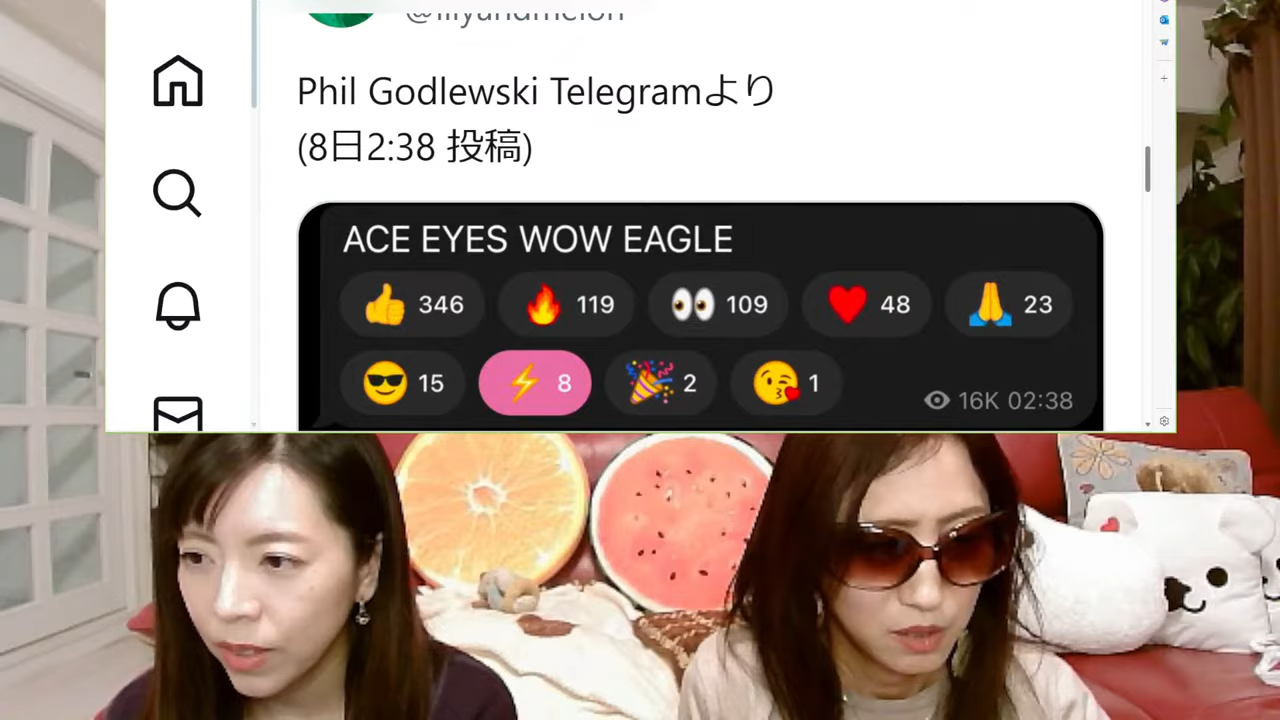 Phil Godlewski Telegramより
(8日2:38 投稿)
ACE EYES WOW EAGLE
346 119 109 48 23
15 8 2 1
16K 02:38